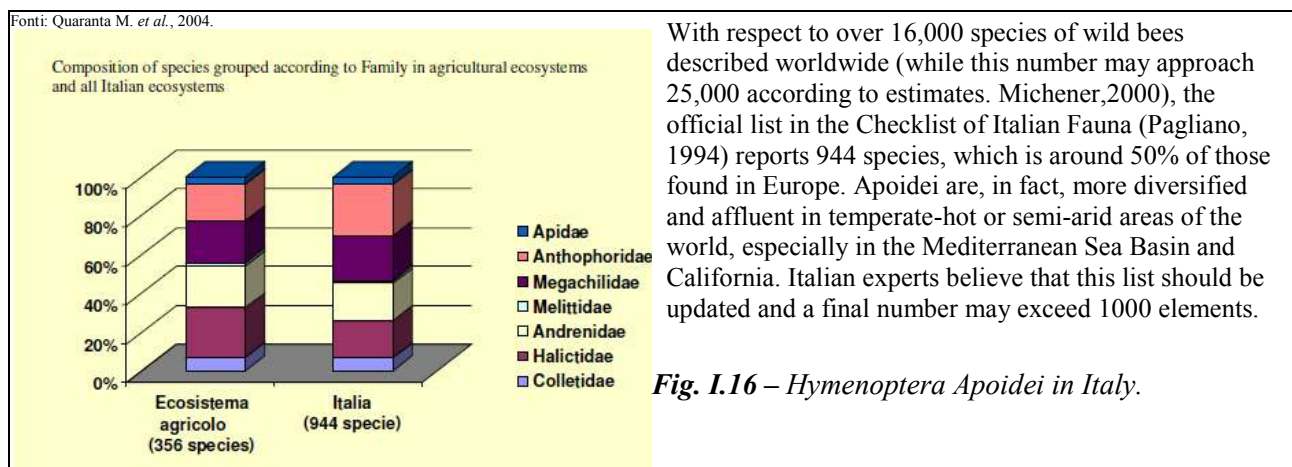 Fonti: Quaranta M. et al., 2004.
Composition of species grouped according to Family in agricultural ecosystems
and all Italian ecosystems
100%
80%
60%
40%
20%
0%
Ecosistema
agricolo
(356 species)
Italia
(944 specie)
Apidae
Anthophoridae
Megachilidae
Melittidae
Andrenidae
Halictidae
Colletidae
With respect to over 16,000 species of wild bees
described worldwide (while this number may approach
25,000 according to estimates. Michener,2000), the
official list in the Checklist of Italian Fauna (Pagliano,
1994) reports 944 species, which is around 50% of those
found in Europe. Apoidei are, in fact, more diversified
and affluent in temperate-hot or semi-arid areas of the
world, especially in the Mediterranean Sea Basin and
California. Italian experts believe that this list should be
updated and a final number may exceed 1000 elements.
Fig. I.16 – Hymenoptera Apoidei in Italy.